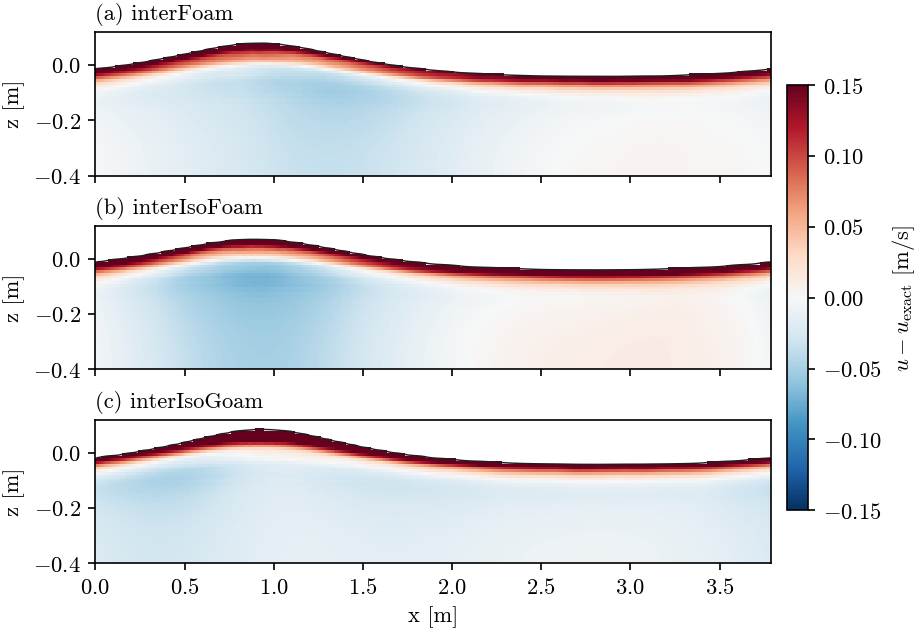 (a) interFoam
0.0
−0.2
−0.4
z [m]
(b) interIsoFoam
0.0
−0.2
−0.4
z [m]
(c) interIsoGoam
0.0
−0.2
−0.4
z [m]
0.0 0.5 1.0 1.5 2.0 2.5 3.0 3.5
x [m]
0.15
0.10
0.05
0.00
−0.05
−0.10
−0.15
u − uexact [m/s]